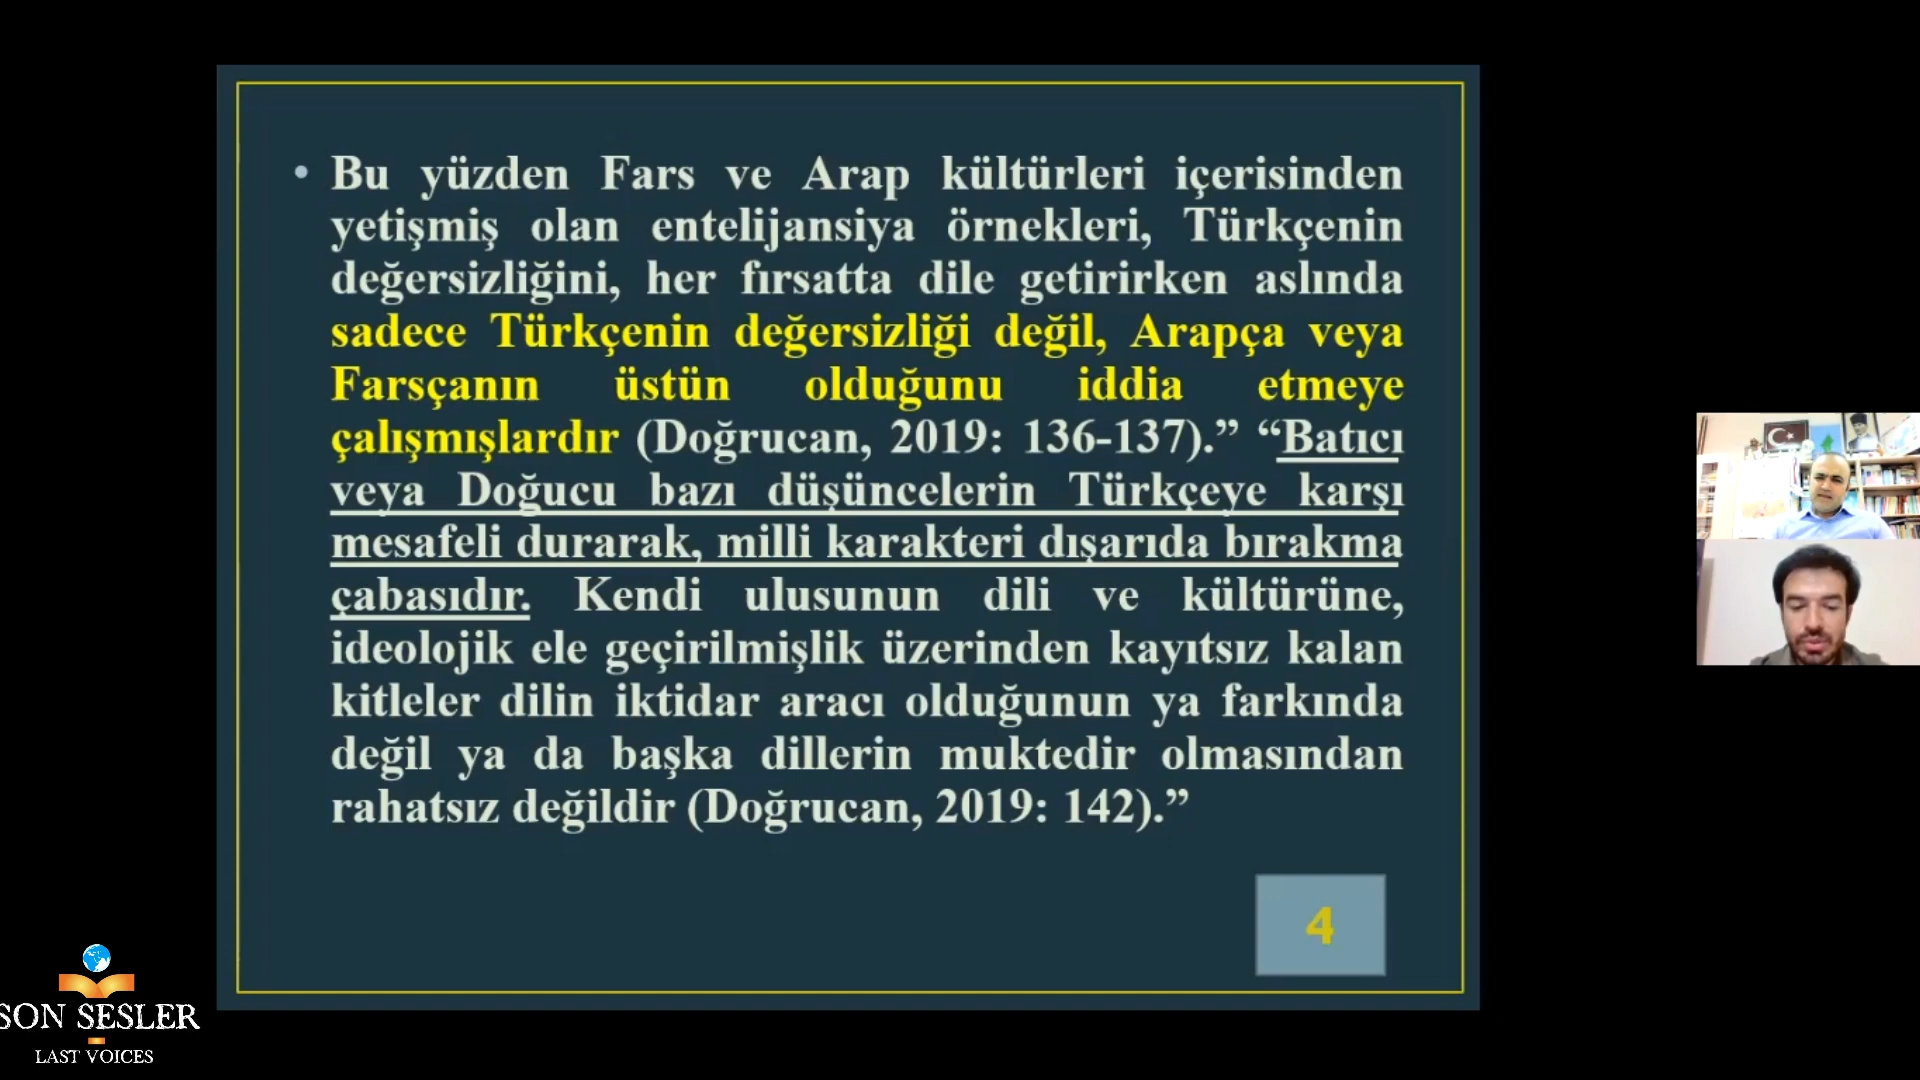 • Bu yüzden Fars ve Arap kültürleri içerisinden
yetişmiş olan entelijansiya örnekleri, Türkçenin
değersizliğini, her fırsatta dile getirirken aslında
sadece Türkçenin değersizliği değil, Arapça veya
Farsçanın üstün olduğunu iddia etmeye
çalışmışlardır (Doğrucan, 2019: 136-137).” “Batıcı
veya Doğucu bazı düşüncelerin Türkçeye karşı
mesafeli durarak, milli karakteri dışarıda bırakma
çabasıdır. Kendi ulusunun dili ve kültürüne,
ideolojik ele geçirilmişlik üzerinden kayıtsız kalan
kitleler dilin iktidar aracı olduğunun ya farkında
değil ya da başka dillerin muktedir olmasından
rahatsız değildir (Doğrucan, 2019: 142).”
4
SON SESLER
LAST VOICES